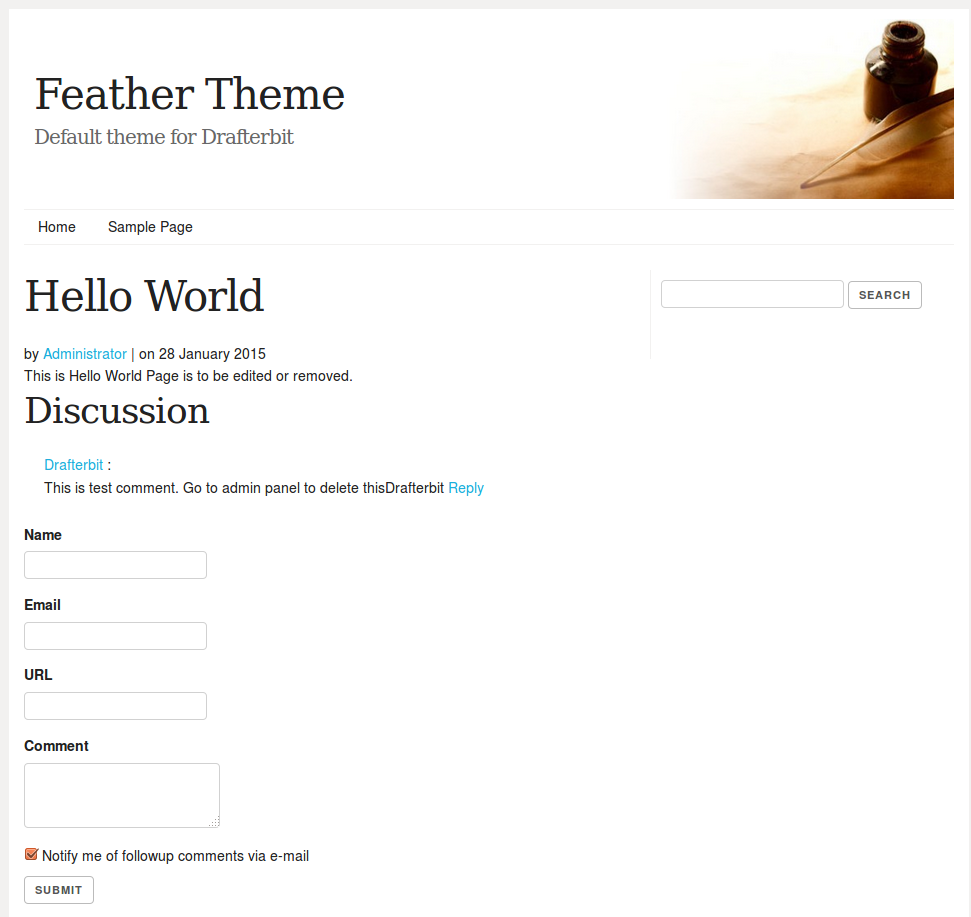 Feather Theme
Default theme for Drafterbit
Home Sample Page
Hello World
SEARCH
by Administrator | on 28 January 2015
This is Hello World Page is to be edited or removed.
Discussion
Drafterbit :
This is test comment. Go to admin panel to delete thisDrafterbit Reply
Name
Email
URL
Comment
Notify me of followup comments via e-mail
SUBMIT